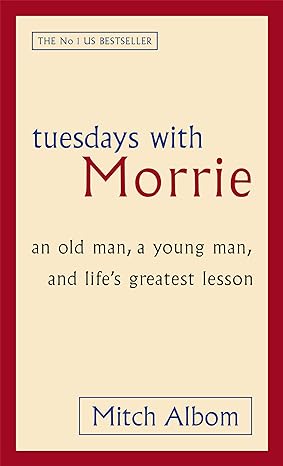 THE No 1 US BESTSELLER
tuesdays with
Morrie
an old man, a young man,
and life's greatest lesson
Mitch Albom